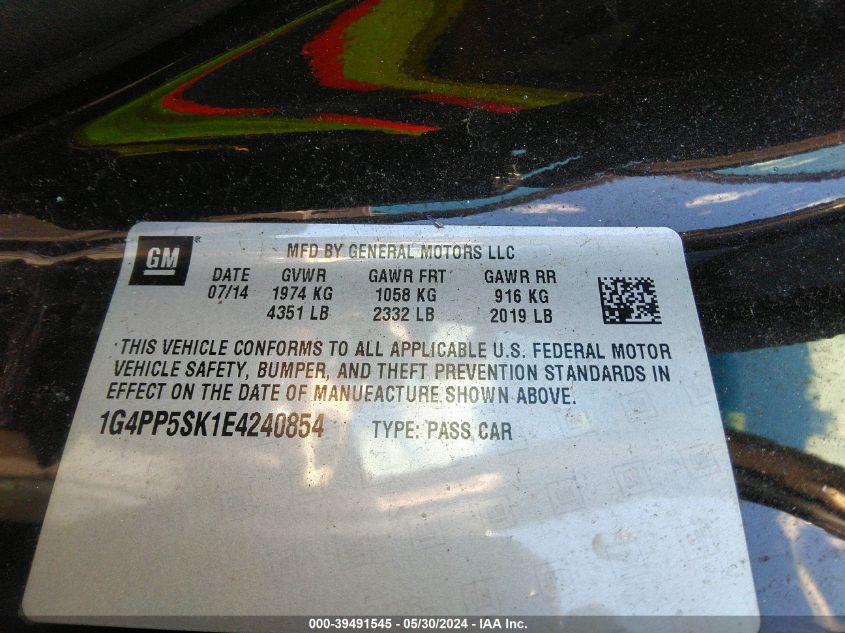 GM
MFD BY GENERAL MOTORS LLC
DATE GVWR GAWR FRT GAWR RR
07/14 1974 KG 1058 KG 916 KG
4351 LB 2332 LB 2019 LB
THIS VEHICLE CONFORMS TO ALL APPLICABLE U.S. FEDERAL MOTOR
VEHICLE SAFETY, BUMPER, AND THEFT PREVENTION STANDARDS IN
EFFECT ON THE DATE OF MANUFACTURE SHOWN ABOVE.
1G4PP5SK1E4240854 TYPE: PASS CAR
000-39491545 — 05/30/2024 — IAA Inc.